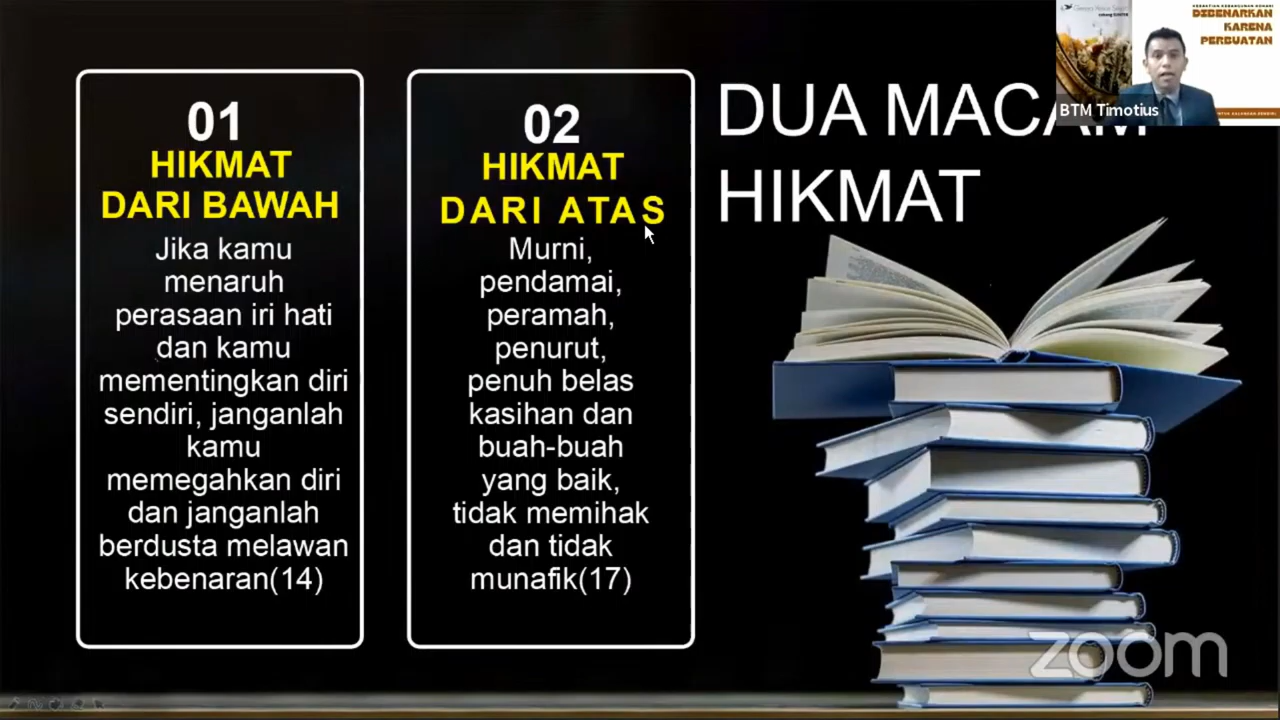 01
HIKMAT
DARI BAWAH
Jika kamu
menaruh
perasaan iri hati
dan kamu
mementingkan diri
sendiri, janganlah
kamu
memegahkan diri
dan janganlah
berdusta melawan
kebenaran(14)
02
HIKMAT
DARI ATAS
Murni,
pendamai,
peramah,
penurut,
penuh belas
kasihan dan
buah-buah
yang baik,
tidak memihak
dan tidak
munafik(17)
DUA MACAM
HIKMAT
DIBENARKAN
KARENA
PERBUATAN
BTM Timotius
zoom